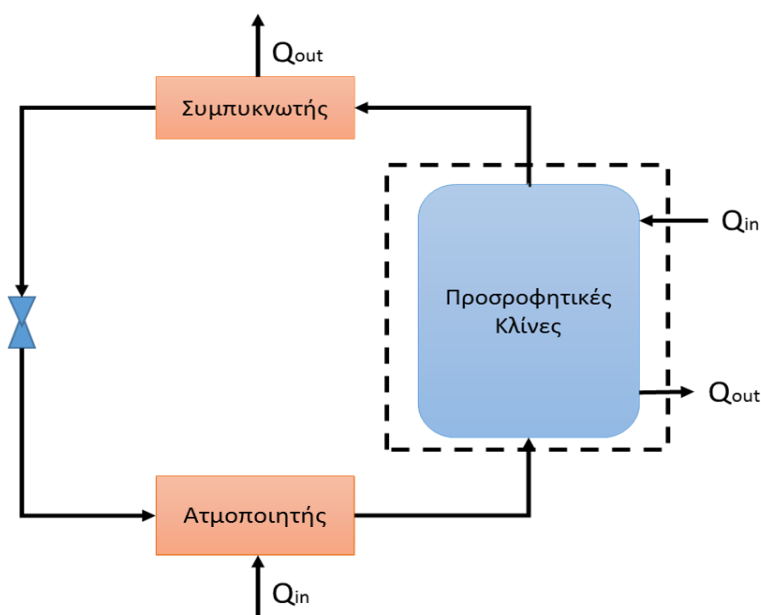 Qout
Συμπυκνωτής
Qin
Προσροφητικές
Κλίνες
Qout
Ατμοποιητής
Qin